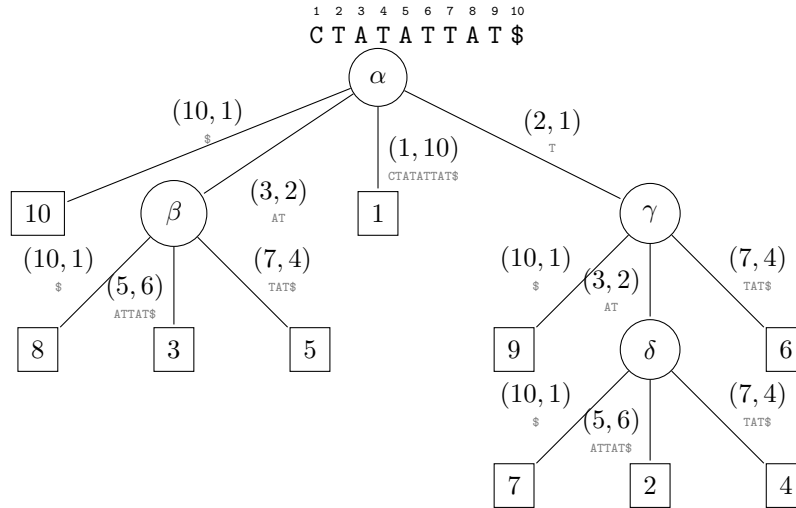 1 2 3 4 5 6 7 8 9 10
C T A T A T T A T $
α
(10, 1)
$
(3, 2)
AT
(1, 10)
CTATATTAT$
(2, 1)
T
10
β
1
γ
(10, 1)
$
(5, 6)
ATTAT$
(7, 4)
TAT$
(10, 1)
$
(3, 2)
AT
(7, 4)
TAT$
8
3
5
9
δ
6
(10, 1)
$
(5, 6)
ATTAT$
(7, 4)
TAT$
7
2
4